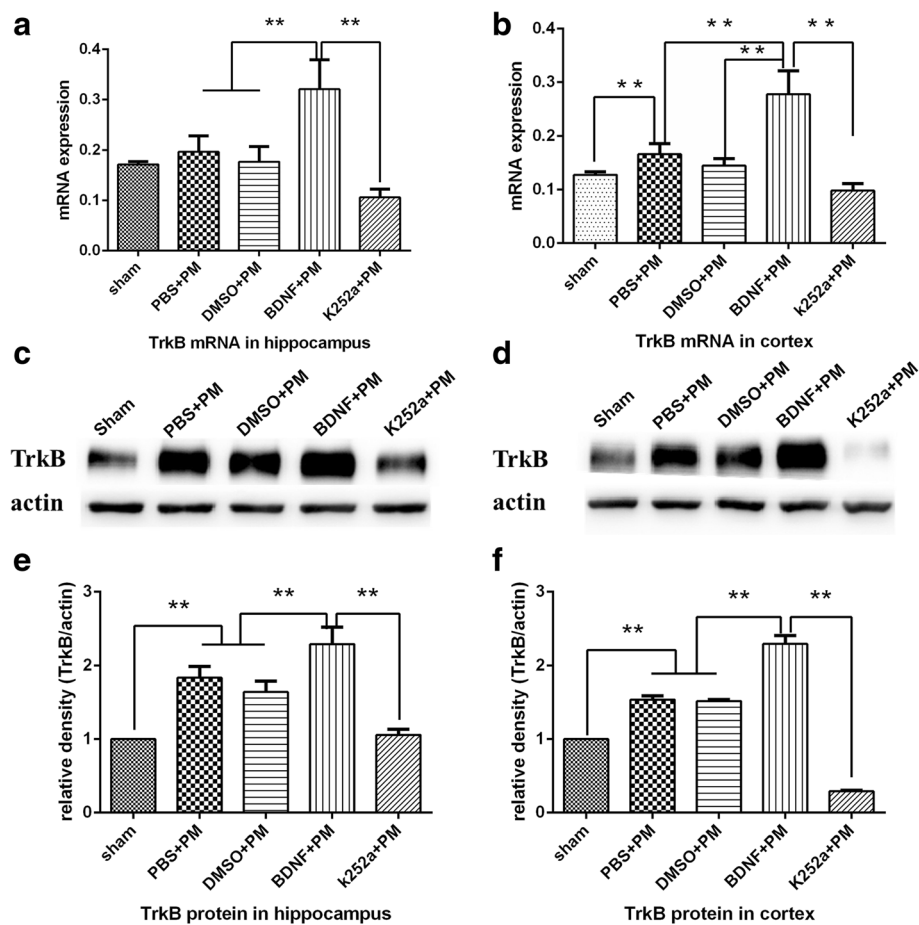 a
**
**
0.4
0.3
0.2
0.1
0.0
mRNA expression
sham
PBS+PM
DMSO+PM
BDNF+PM
K252a+PM
TrkB mRNA in hippocampus
b
**
**
**
**
0.4
0.3
0.2
0.1
0.0
mRNA expression
sham
PBS+PM
DMSO+PM
BDNF+PM
k252a+PM
TrkB mRNA in cortex
c
Sham
PBS+PM
DMSO+PM
BDNF+PM
K252a+PM
TrkB
actin
d
Sham
PBS+PM
DMSO+PM
BDNF+PM
K252a+PM
TrkB
actin
e
**
**
**
3
2
1
0
relative density (TrkB/actin)
sham
PBS+PM
DMSO+PM
BDNF+PM
k252a+PM
TrkB protein in hippocampus
f
**
**
**
3
2
1
0
relative density (TrkB/actin)
sham
PBS+PM
DMSO+PM
BDNF+PM
K252a+PM
TrkB protein in cortex